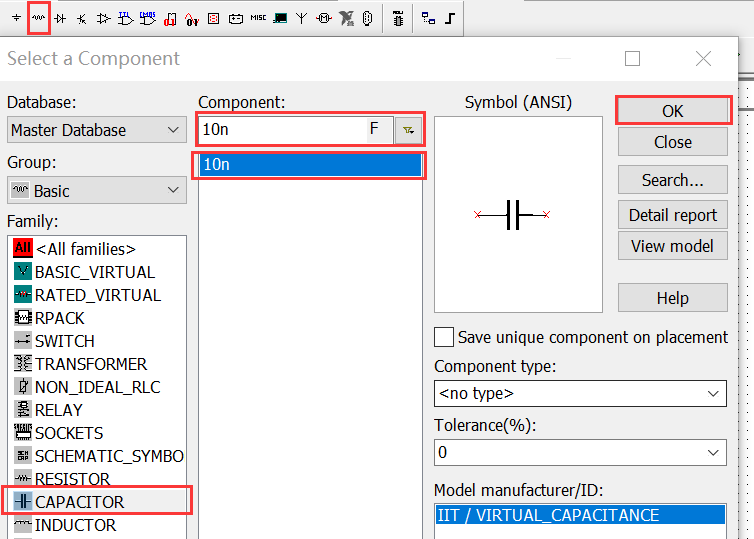 MISC
Select a Component
Database:
Master Database
Group:
Basic
Family:
All <All families>
BASIC_VIRTUAL
RATED_VIRTUAL
RPACK
SWITCH
TRANSFORMER
NON_IDEAL_RLC
RELAY
SOCKETS
SCHEMATIC_SYMBO
RESISTOR
CAPACITOR
INDUCTOR
Component:
10n F
10n
Symbol (ANSI)
OK
Close
Search...
Detail report
View model
Help
Save unique component on placement
Component type:
<no type>
Tolerance(%):
0
Model manufacturer/ID:
IIT / VIRTUAL_CAPACITANCE